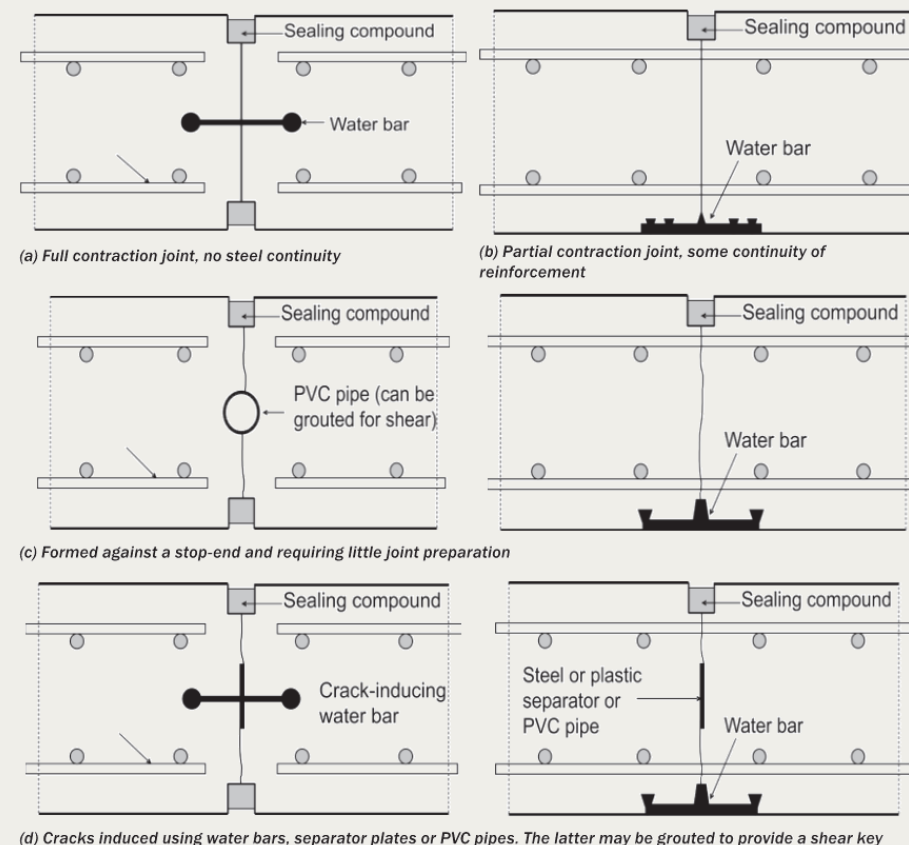 Sealing compound
Water bar
(a) Full contraction joint, no steel continuity
Sealing compound
Water bar
(b) Partial contraction joint, some continuity of
reinforcement
Sealing compound
PVC pipe (can be
grouted for shear)
Sealing compound
Water bar
(c) Formed against a stop-end and requiring little joint preparation
Sealing compound
Crack-inducing
water bar
Sealing compound
Steel or plastic
separator or
PVC pipe
Water bar
(d) Cracks induced using water bars, separator plates or PVC pipes. The latter may be grouted to provide a shear key